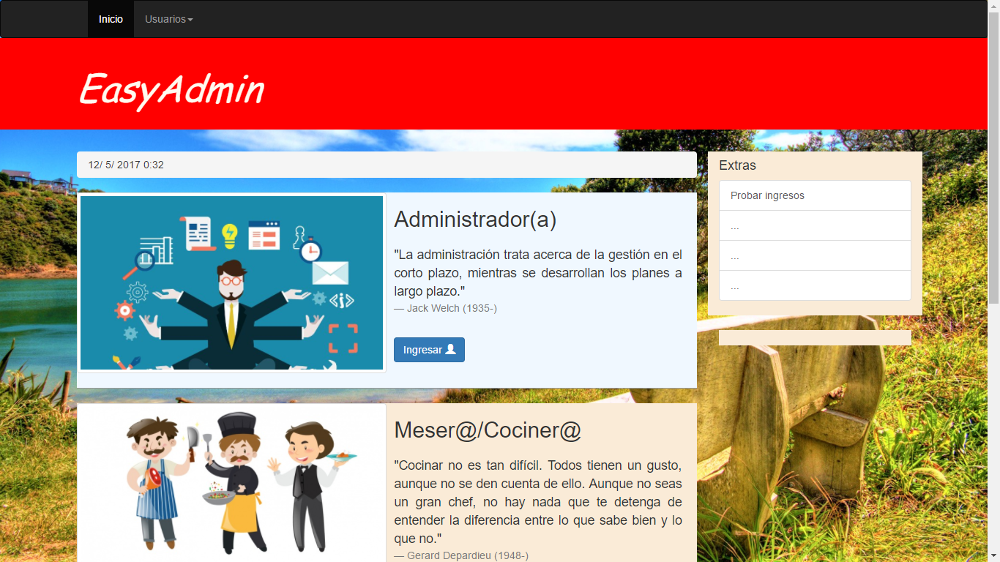 Inicio
Usuarios
EasyAdmin
12/ 5/ 2017 0:32
Administrador(a)
"La administración trata acerca de la gestión en el
corto plazo, mientras se desarrollan los planes a
largo plazo."
— Jack Welch (1935-)
Ingresar
Meser@/Cociner@
"Cocinar no es tan difícil. Todos tienen un gusto,
aunque no se den cuenta de ello. Aunque no seas
un gran chef, no hay nada que te detenga de
entender la diferencia entre lo que sabe bien y lo
que no."
— Gerard Depardieu (1948-)
Extras
Probar ingresos
...
...
...